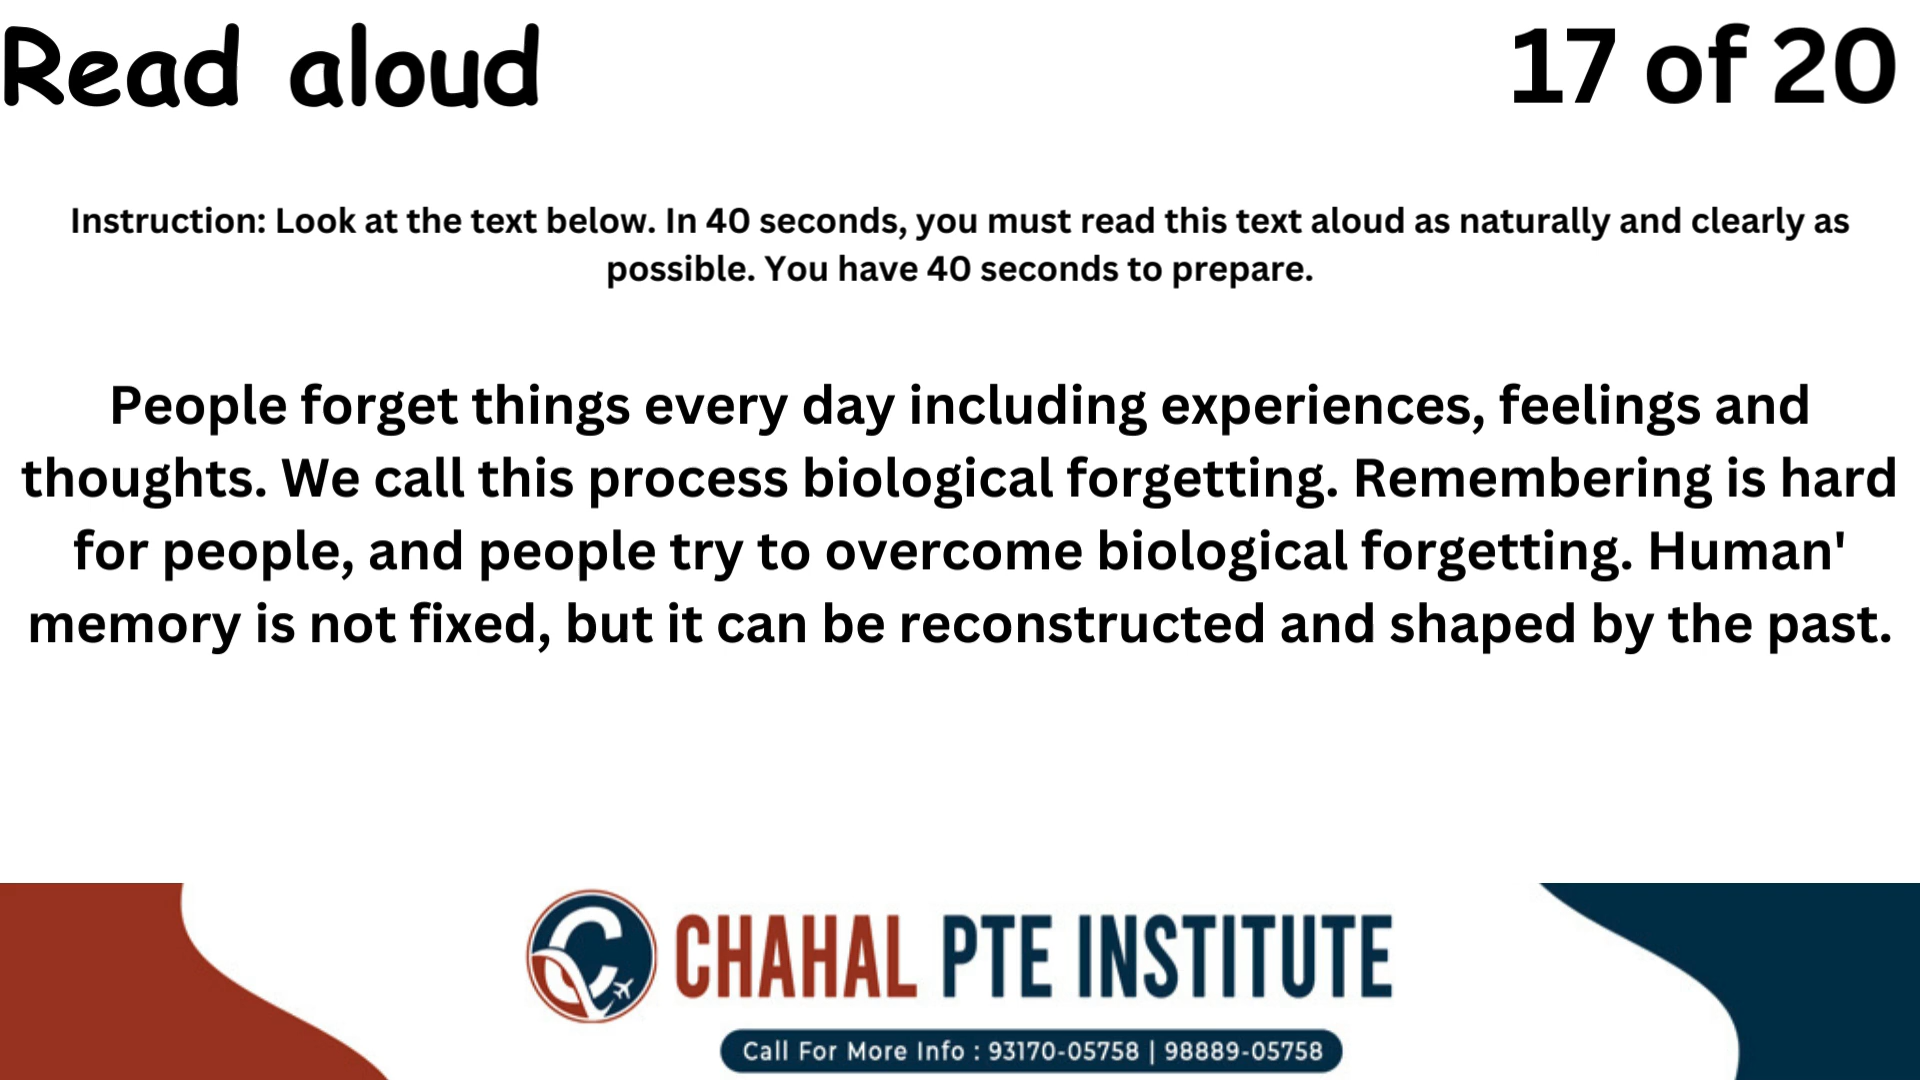 Read aloud
17 of 20
Instruction: Look at the text below. In 40 seconds, you must read this text aloud as naturally and clearly as
possible. You have 40 seconds to prepare.
People forget things every day including experiences, feelings and
thoughts. We call this process biological forgetting. Remembering is hard
for people, and people try to overcome biological forgetting. Human'
memory is not fixed, but it can be reconstructed and shaped by the past.
CHAHAL PTE INSTITUTE
Call For More Info : 93170-05758 | 98889-05758